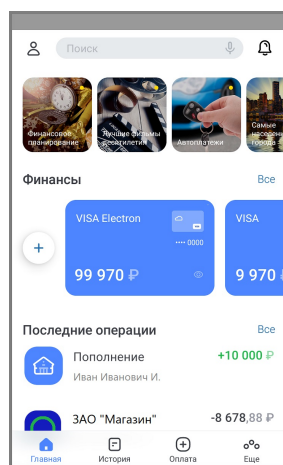 Поиск
Финансовое
планирование
Лучшие фильмы
десятилетия
Автоплатежи
Самые
населенн
города
Финансы
Все
VISA Electron
•••• 0000
99 970 ₽
VISA
9 970
Последние операции
Все
Пополнение
+10 000 ₽
Иван Иванович И.
ЗАО "Магазин"
-8 678,88 ₽
Главная
История
Оплата
Еще